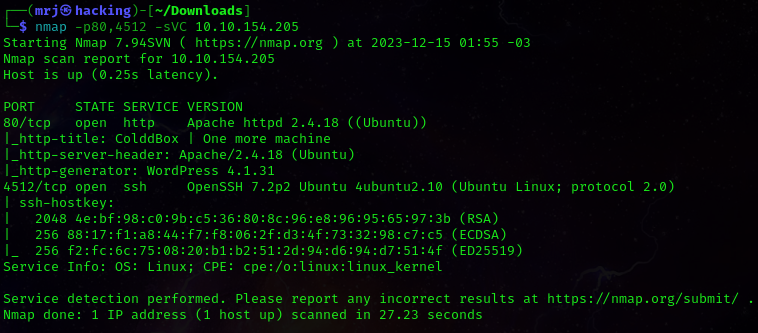 ┌──(mrj㉿hacking)-[~/Downloads]
└─$ nmap -p80,4512 -sVC 10.10.154.205
Starting Nmap 7.94SVN ( https://nmap.org ) at 2023-12-15 01:55 -03
Nmap scan report for 10.10.154.205
Host is up (0.25s latency).

PORT     STATE SERVICE VERSION
80/tcp   open  http    Apache httpd 2.4.18 ((Ubuntu))
|_http-title: ColddBox | One more machine
|_http-server-header: Apache/2.4.18 (Ubuntu)
|_http-generator: WordPress 4.1.31
4512/tcp open  ssh     OpenSSH 7.2p2 Ubuntu 4ubuntu2.10 (Ubuntu Linux; protocol 2.0)
| ssh-hostkey:
|   2048 4e:bf:98:c0:9b:c5:36:80:8c:96:e8:96:95:65:97:3b (RSA)
|   256 88:17:f1:a8:44:f7:f8:06:2f:d3:4f:73:32:98:c7:c5 (ECDSA)
|_  256 f2:fc:6c:75:08:20:b1:b2:51:2d:94:d6:94:d7:51:4f (ED25519)
Service Info: OS: Linux; CPE: cpe:/o:linux:linux_kernel

Service detection performed. Please report any incorrect results at https://nmap.org/submit/ .
Nmap done: 1 IP address (1 host up) scanned in 27.23 seconds